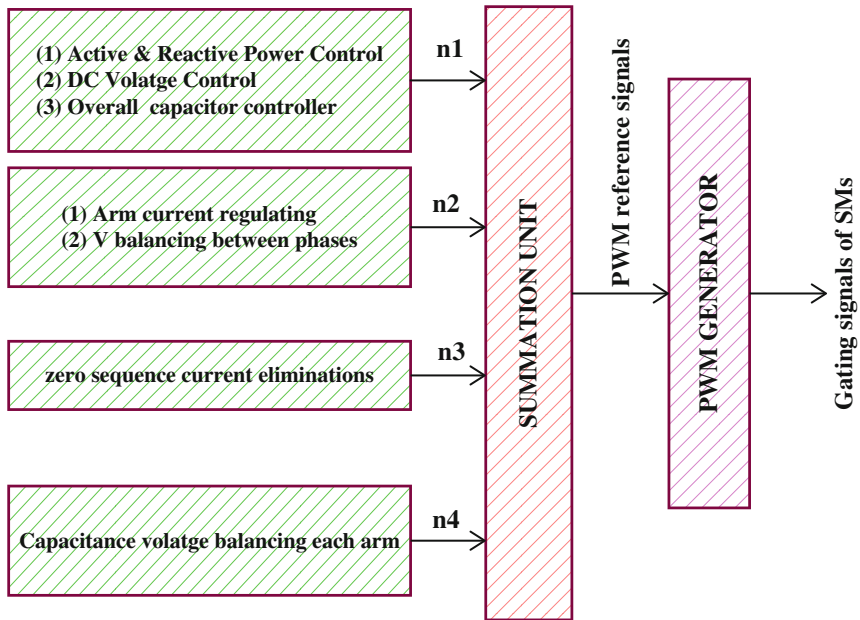 (1) Active & Reactive Power Control
(2) DC Volatge Control
(3) Overall capacitor controller
n1
(1) Arm current regulating
(2) V balancing between phases
n2
zero sequence current eliminations
n3
Capacitance volatge balancing each arm
n4
SUMMATION UNIT
PWM reference signals
PWM GENERATOR
Gating signals of SMs